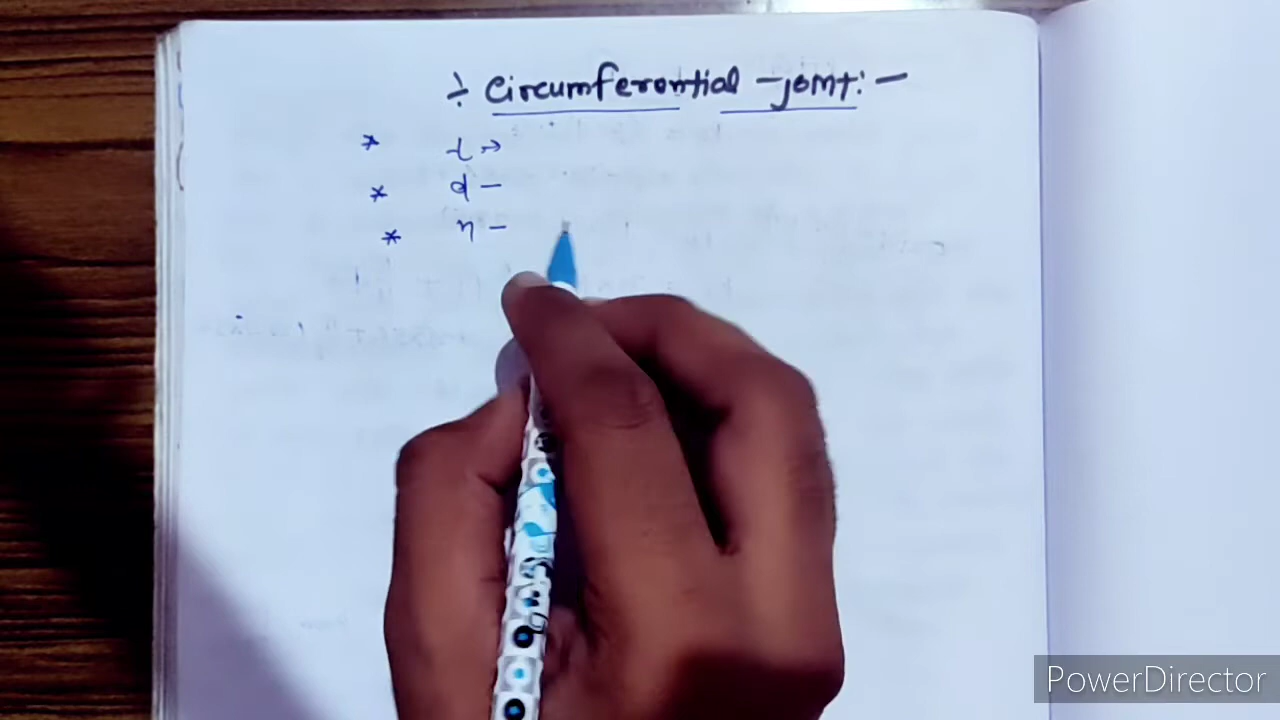 ÷ Circumferential -joint: -
* t →
* d -
* n -
PowerDirector